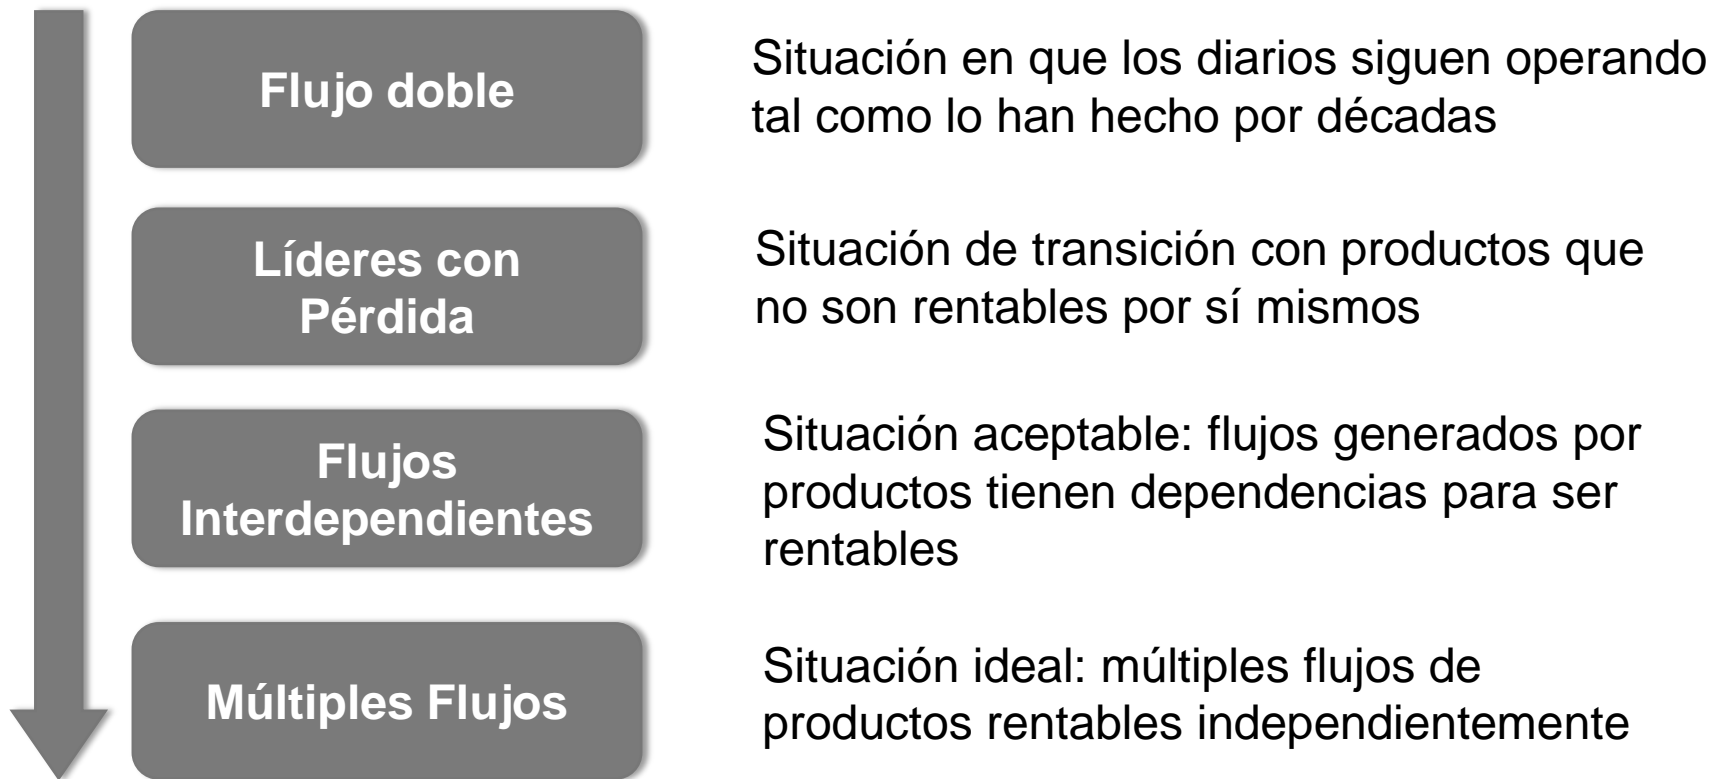 Flujo doble
Situación en que los diarios siguen operando
tal como lo han hecho por décadas
Líderes con
Pérdida
Situación de transición con productos que
no son rentables por sí mismos
Flujos
Interdependientes
Situación aceptable: flujos generados por
productos tienen dependencias para ser
rentables
Múltiples Flujos
Situación ideal: múltiples flujos de
productos rentables independientemente